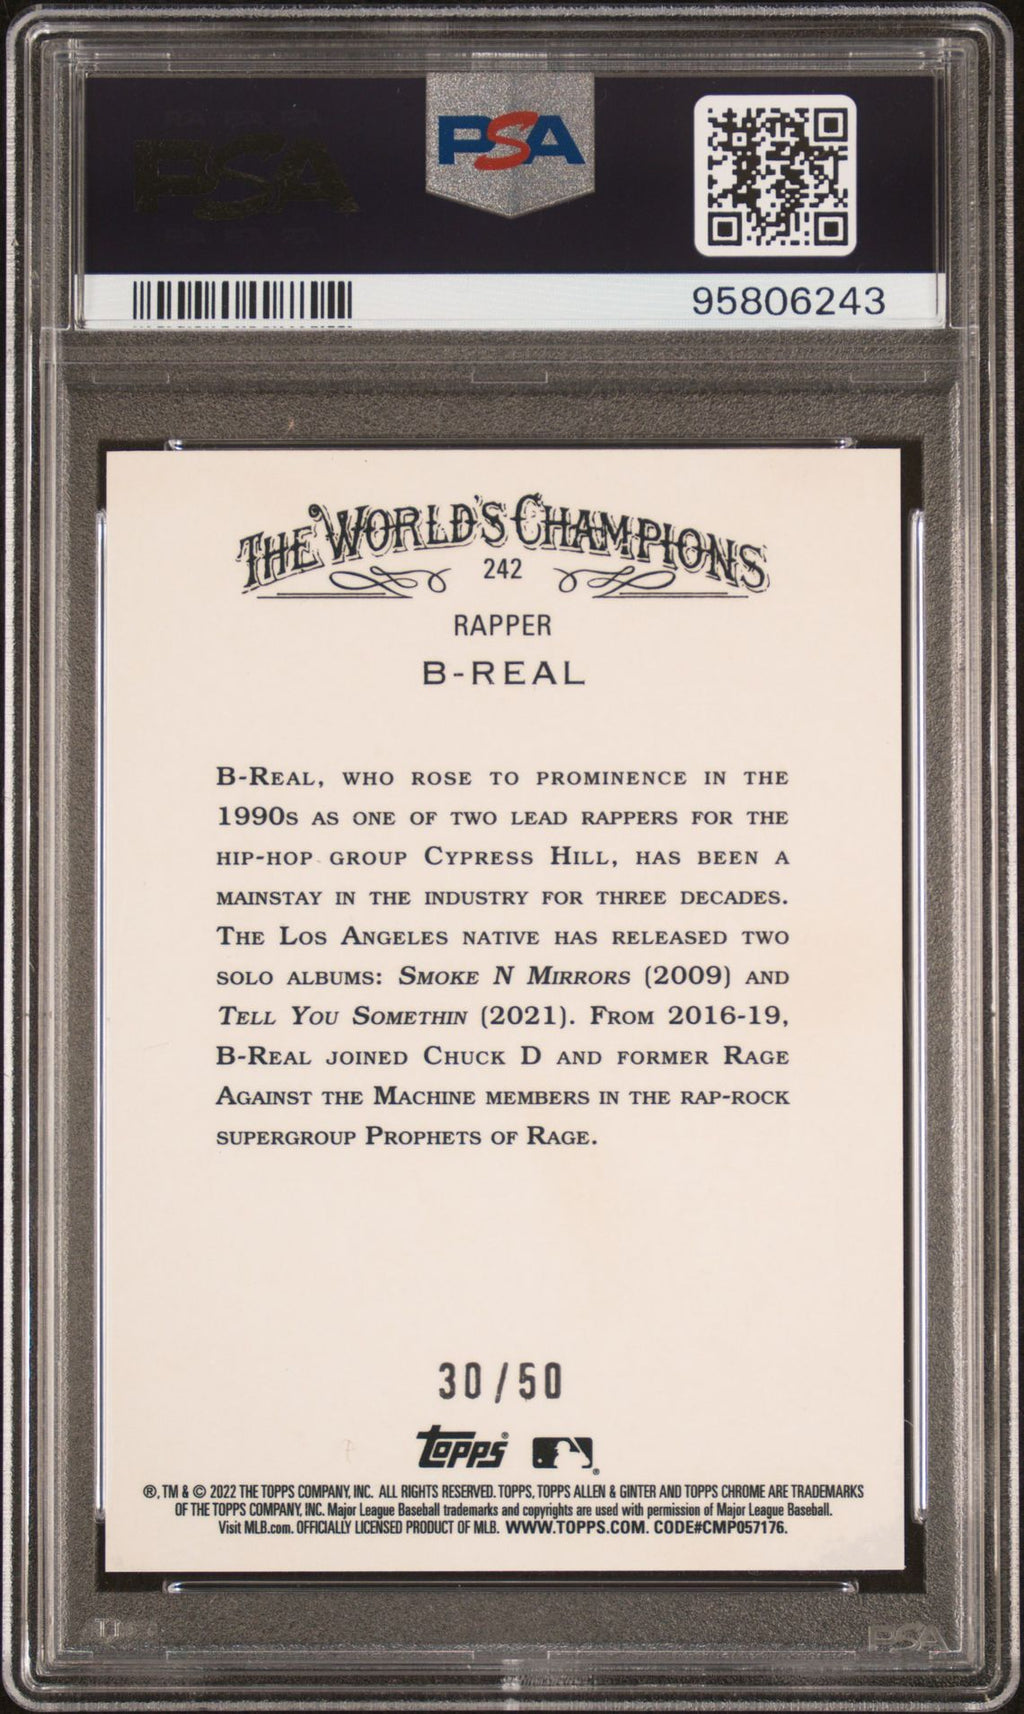 PSA
PSA
95806243
THE WORLD'S CHAMPIONS
242
RAPPER
B-REAL
B-REAL, WHO ROSE TO PROMINENCE IN THE
1990S AS ONE OF TWO LEAD RAPPERS FOR THE
HIP-HOP GROUP CYPRESS HILL, HAS BEEN A
MAINSTAY IN THE INDUSTRY FOR THREE DECADES.
THE LOS ANGELES NATIVE HAS RELEASED TWO
SOLO ALBUMS: SMOKE N MIRRORS (2009) AND
TELL YOU SOMETHIN (2021). FROM 2016-19,
B-REAL JOINED CHUCK D AND FORMER RAGE
AGAINST THE MACHINE MEMBERS IN THE RAP-ROCK
SUPERGROUP PROPHETS OF RAGE.
30/50
Topps®
®, TM & © 2022 THE TOPPS COMPANY, INC. ALL RIGHTS RESERVED. TOPPS, TOPPS ALLEN & GINTER AND TOPPS CHROME ARE TRADEMARKS
OF THE TOPPS COMPANY, INC. Major League Baseball trademarks and copyrights are used with permission of Major League Baseball.
Visit MLB.com. OFFICIALLY LICENSED PRODUCT OF MLB. WWW.TOPPS.COM. CODE#CMP057176.
PSA